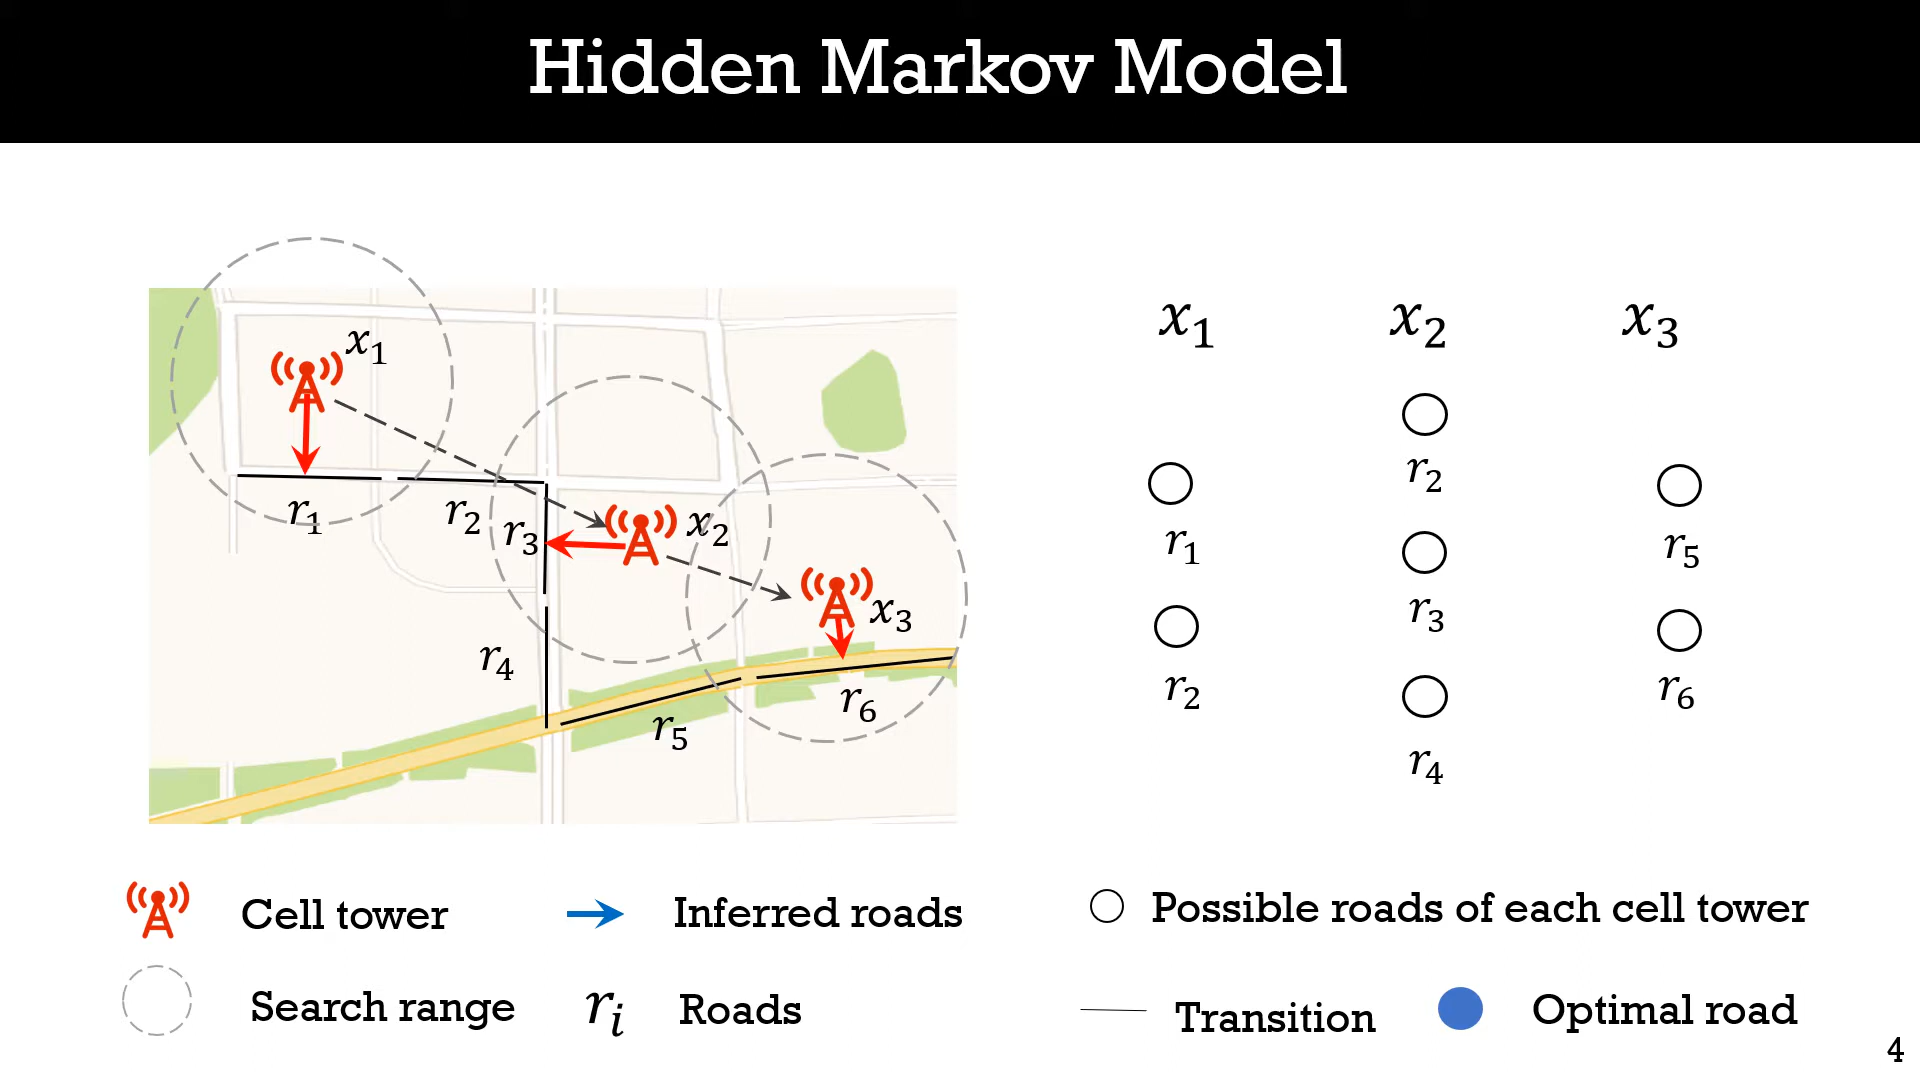 Hidden Markov Model
x₁
r₁
r₂
r₃
x₂
x₃
r₄
r₅
r₆
x₁ x₂ x₃
r₂
r₁
r₅
r₃
r₂
r₆
r₄
Cell tower
Inferred roads
Possible roads of each cell tower
Search range
rᵢ Roads
Transition
Optimal road
4